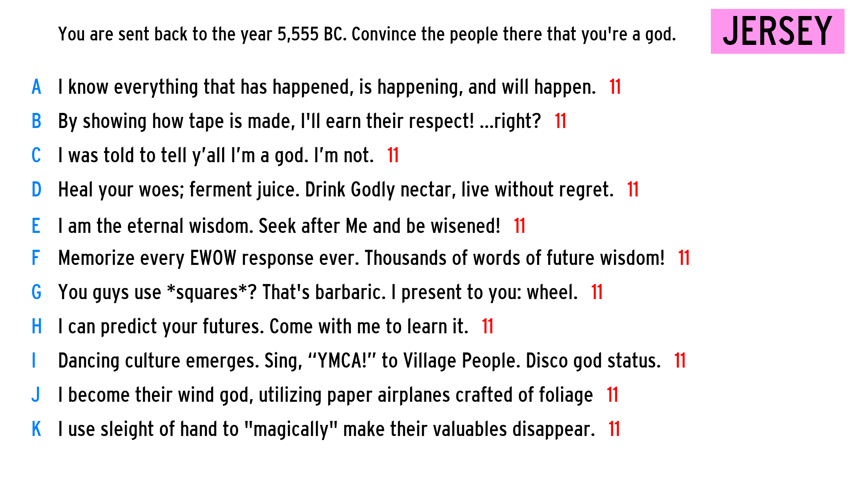 You are sent back to the year 5,555 BC. Convince the people there that you're a god.
JERSEY
A I know everything that has happened, is happening, and will happen. 11
B By showing how tape is made, I'll earn their respect! ...right? 11
C I was told to tell y’all I’m a god. I’m not. 11
D Heal your woes; ferment juice. Drink Godly nectar, live without regret. 11
E I am the eternal wisdom. Seek after Me and be wisened! 11
F Memorize every EWOW response ever. Thousands of words of future wisdom! 11
G You guys use *squares*? That's barbaric. I present to you: wheel. 11
H I can predict your futures. Come with me to learn it. 11
I Dancing culture emerges. Sing, “YMCA!” to Village People. Disco god status. 11
J I become their wind god, utilizing paper airplanes crafted of foliage 11
K I use sleight of hand to "magically" make their valuables disappear. 11